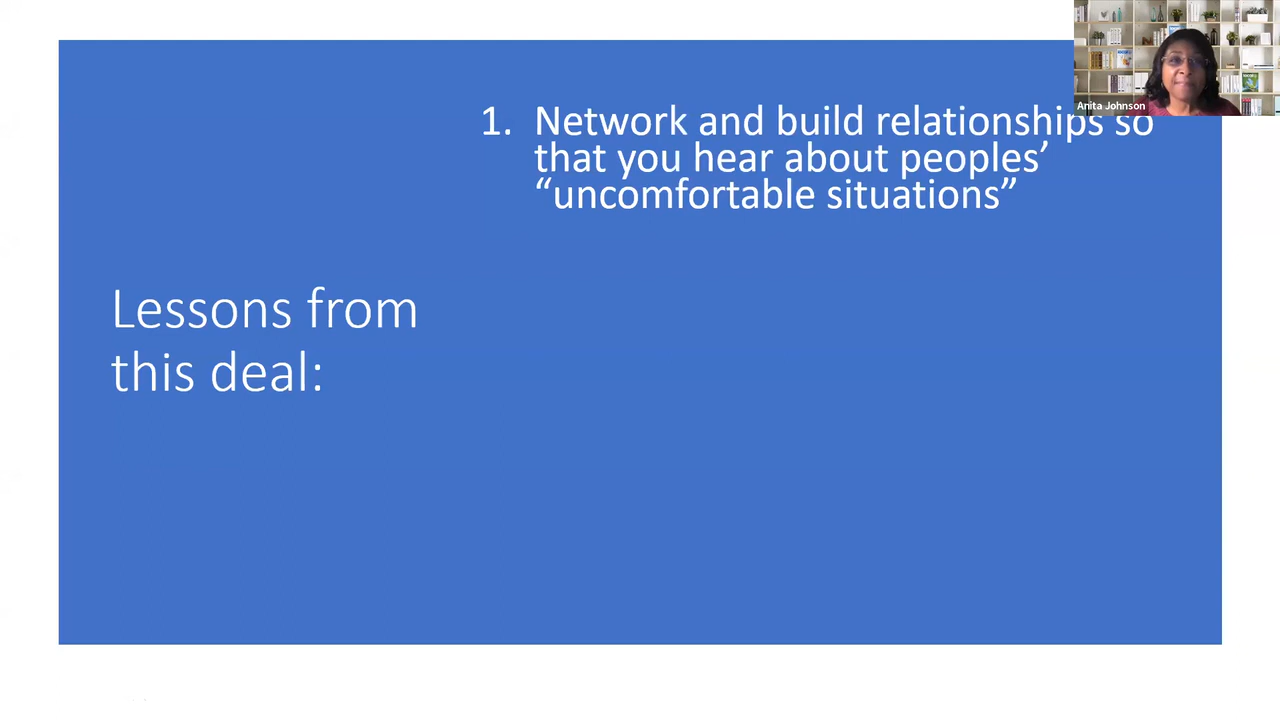 Anita Johnson
1. Network and build relationships so
that you hear about peoples’
“uncomfortable situations”
Lessons from
this deal: